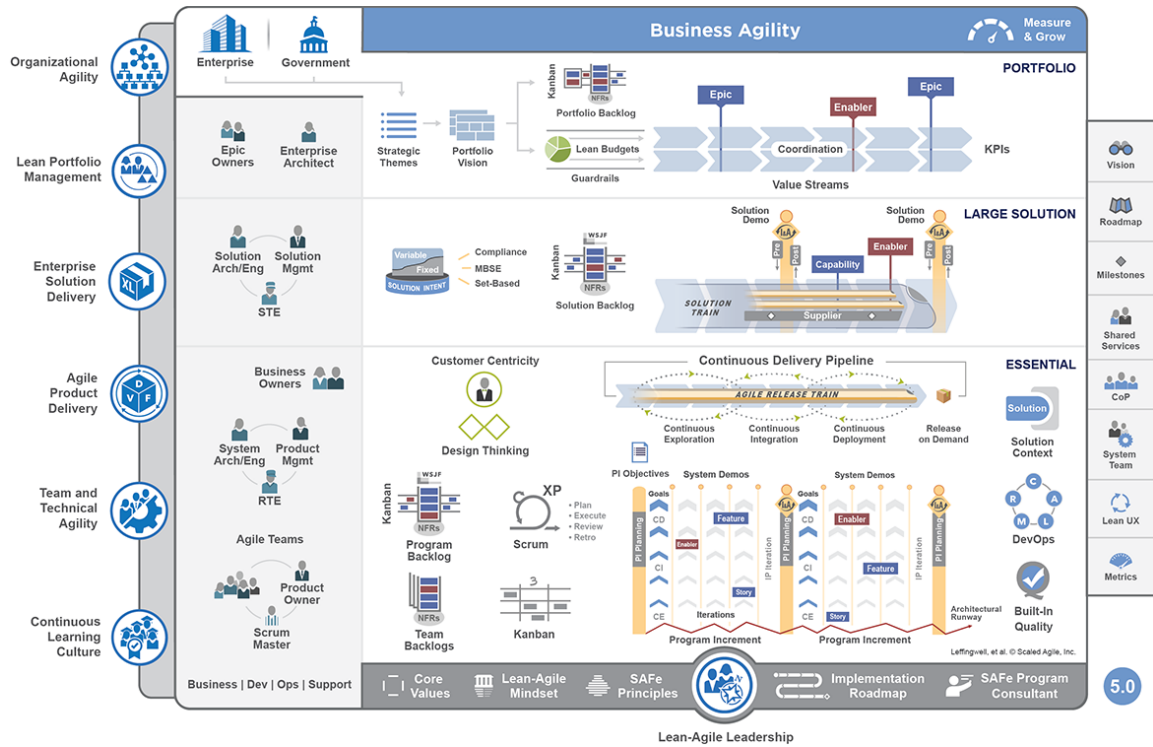 Organizational
Agility
Lean Portfolio
Management
Enterprise
Solution
Delivery
Agile
Product
Delivery
D
V F
Team and
Technical
Agility
Continuous
Learning
Culture
XL
Enterprise
Government
Business Agility
Measure
& Grow
PORTFOLIO
Epic
Owners
Enterprise
Architect
Strategic
Themes
Portfolio
Vision
Kanban
NFRs
Portfolio Backlog
Lean Budgets
Guardrails
Epic
Enabler
Epic
Coordination
KPIs
Value Streams
LARGE SOLUTION
Solution
Arch/Eng
Solution
Mgmt
STE
Variable
Fixed
SOLUTION INTENT
Compliance
MBSE
Set-Based
WSJF
Kanban
NFRs
Solution Backlog
Solution
Demo
I&A
Pre
Post
Capability
Enabler
Solution
Demo
I&A
Pre
Post
SOLUTION
TRAIN
Supplier
ESSENTIAL
Business
Owners
System
Arch/Eng
Product
Mgmt
RTE
Agile Teams
Product
Owner
Scrum
Master
Business | Dev | Ops | Support
Customer Centricity
Design Thinking
WSJF
Kanban
NFRs
Program
Backlog
XP
• Plan
• Execute
• Review
• Retro
Scrum
NFRs
Team
Backlogs
3
Kanban
Continuous Delivery Pipeline
AGILE RELEASE TRAIN
Continuous
Exploration
Continuous
Integration
Continuous
Deployment
Release
on Demand
PI Objectives
System Demos
System Demos
PI Planning
Goals
CD
CI
CE
Enabler
Feature
Story
Iterations
IP Iteration
I&A
PI Planning
Goals
CD
CI
CE
Enabler
Feature
Story
IP Iteration
I&A
PI Planning
Program Increment
Program Increment
Architectural
Runway
Solution
Solution
Context
C
R A
M L
DevOps
Built-In
Quality
Leffingwell, et al. © Scaled Agile, Inc.
Core
Values
Lean-Agile
Mindset
SAFe
Principles
Implementation
Roadmap
SAFe Program
Consultant
Lean-Agile Leadership
Vision
Roadmap
Milestones
Shared
Services
CoP
System
Team
Lean UX
Metrics
5.0